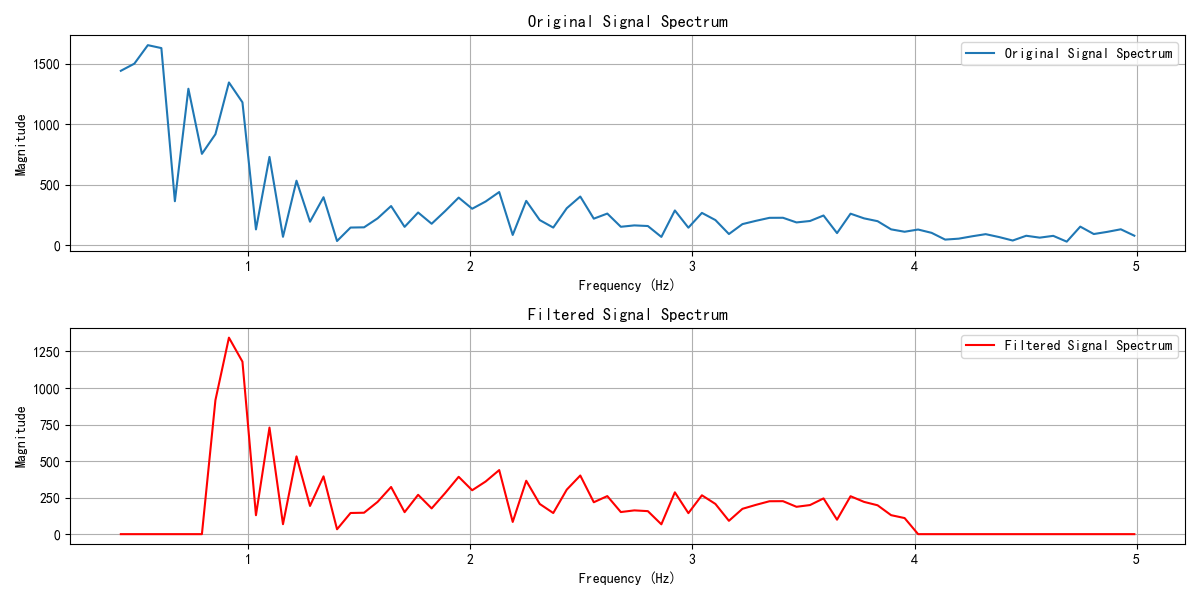 Original Signal Spectrum
Original Signal Spectrum
1500
1000
500
0
Magnitude
1 2 3 4 5
Frequency (Hz)
Filtered Signal Spectrum
Filtered Signal Spectrum
1250
1000
750
500
250
0
Magnitude
1 2 3 4 5
Frequency (Hz)